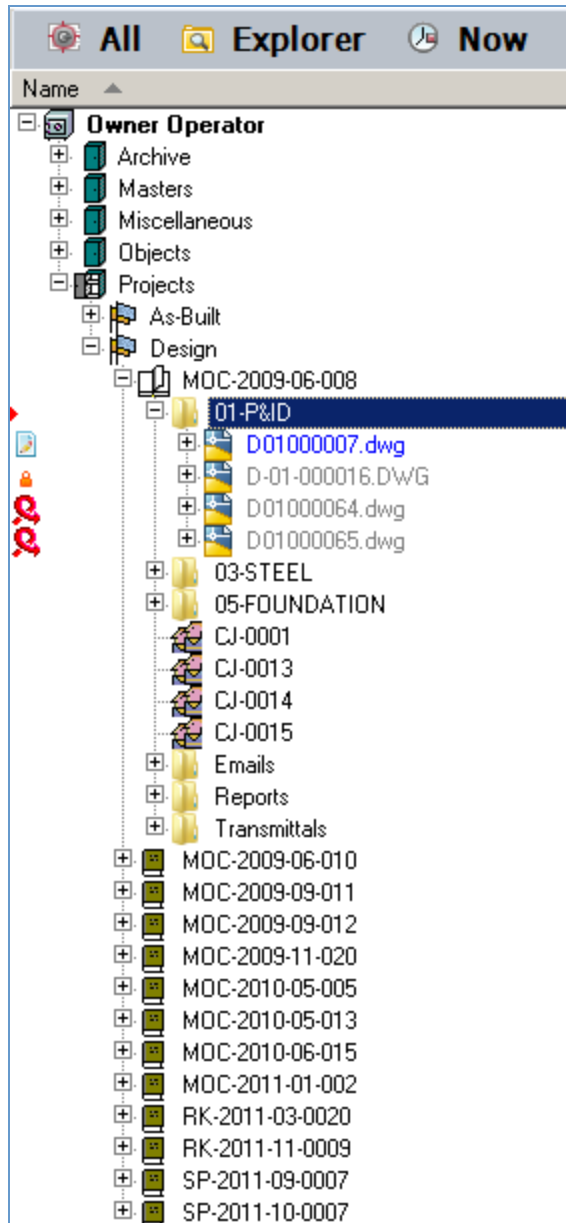 All Explorer Now
Name
Owner Operator
Archive
Masters
Miscellaneous
Objects
Projects
As-Built
Design
MOC-2009-06-008
01-P&ID
D01000007.dwg
D-01-000016.DWG
D01000064.dwg
D01000065.dwg
03-STEEL
05-FOUNDATION
CJ-0001
CJ-0013
CJ-0014
CJ-0015
Emails
Reports
Transmittals
MOC-2009-06-010
MOC-2009-09-011
MOC-2009-09-012
MOC-2009-11-020
MOC-2010-05-005
MOC-2010-05-013
MOC-2010-06-015
MOC-2011-01-002
RK-2011-03-0020
RK-2011-11-0009
SP-2011-09-0007
SP-2011-10-0007